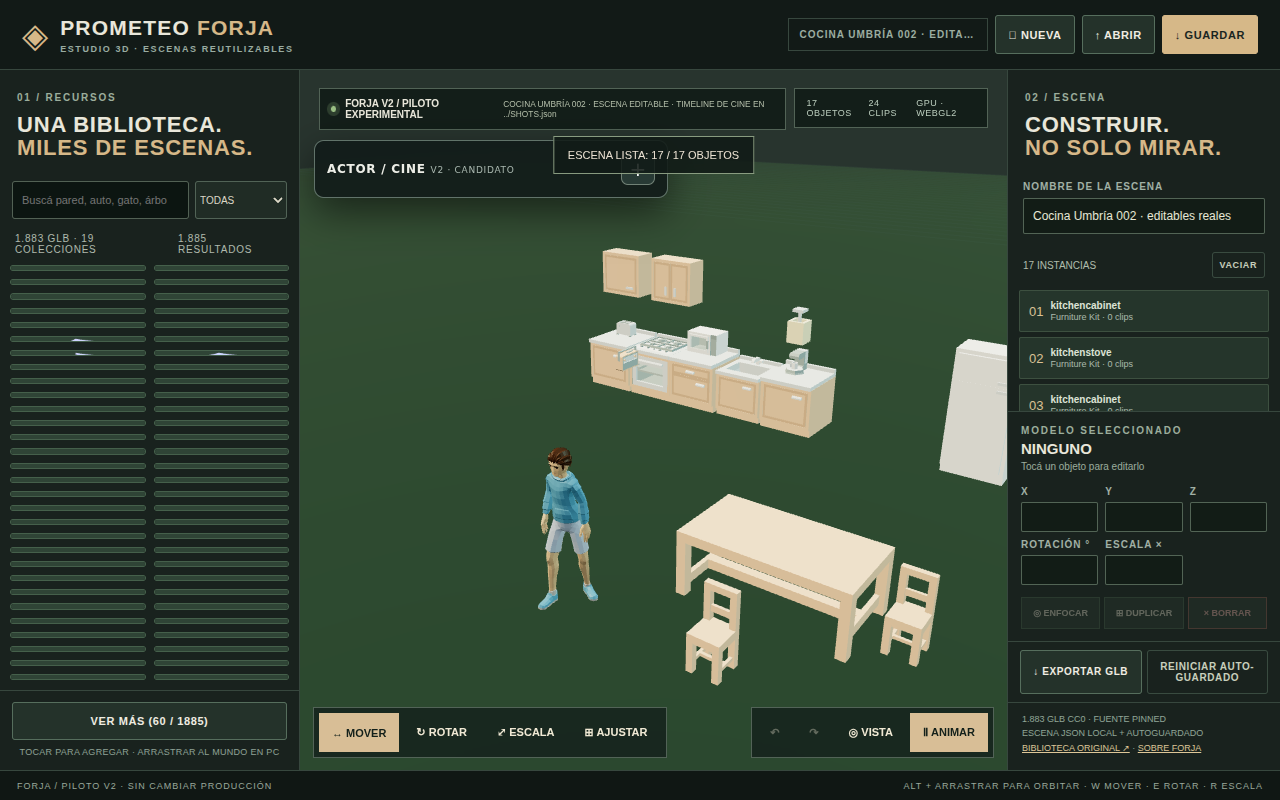 PROMETEO FORJA
ESTUDIO 3D · ESCENAS REUTILIZABLES
COCINA UMBRÍA 002 · EDITA...
NUEVA
↑ ABRIR
↓ GUARDAR
01 / RECURSOS
UNA BIBLIOTECA.
MILES DE ESCENAS.
Buscá pared, auto, gato, árbo
TODAS
1.883 GLB · 19 COLECCIONES
1.885 RESULTADOS
VER MÁS (60 / 1885)
TOCAR PARA AGREGAR · ARRASTRAR AL MUNDO EN PC
FORJA V2 / PILOTO EXPERIMENTAL
COCINA UMBRÍA 002 · ESCENA EDITABLE · TIMELINE DE CINE EN ../SHOTS.json
17 OBJETOS
24 CLIPS
GPU · WEBGL2
ACTOR / CINE V2 · CANDIDATO
ESCENA LISTA: 17 / 17 OBJETOS
↔ MOVER
↻ ROTAR
⤢ ESCALA
⊞ AJUSTAR
↶
↷
◎ VISTA
Ⅱ ANIMAR
02 / ESCENA
CONSTRUIR.
NO SOLO MIRAR.
NOMBRE DE LA ESCENA
Cocina Umbría 002 · editables reales
17 INSTANCIAS
VACIAR
01 kitchencabinet
Furniture Kit · 0 clips
02 kitchenstove
Furniture Kit · 0 clips
03 kitchencabinet
Furniture Kit · 0 clips
MODELO SELECCIONADO
NINGUNO
Tocá un objeto para editarlo
X
Y
Z
ROTACIÓN °
ESCALA ×
◎ ENFOCAR
⊞ DUPLICAR
× BORRAR
↓ EXPORTAR GLB
REINICIAR AUTO-GUARDADO
1.883 GLB CC0 · FUENTE PINNED
ESCENA JSON LOCAL + AUTOGUARDADO
BIBLIOTECA ORIGINAL ↗ · SOBRE FORJA
FORJA / PILOTO V2 · SIN CAMBIAR PRODUCCIÓN
ALT + ARRASTRAR PARA ORBITAR · W MOVER · E ROTAR · R ESCALA